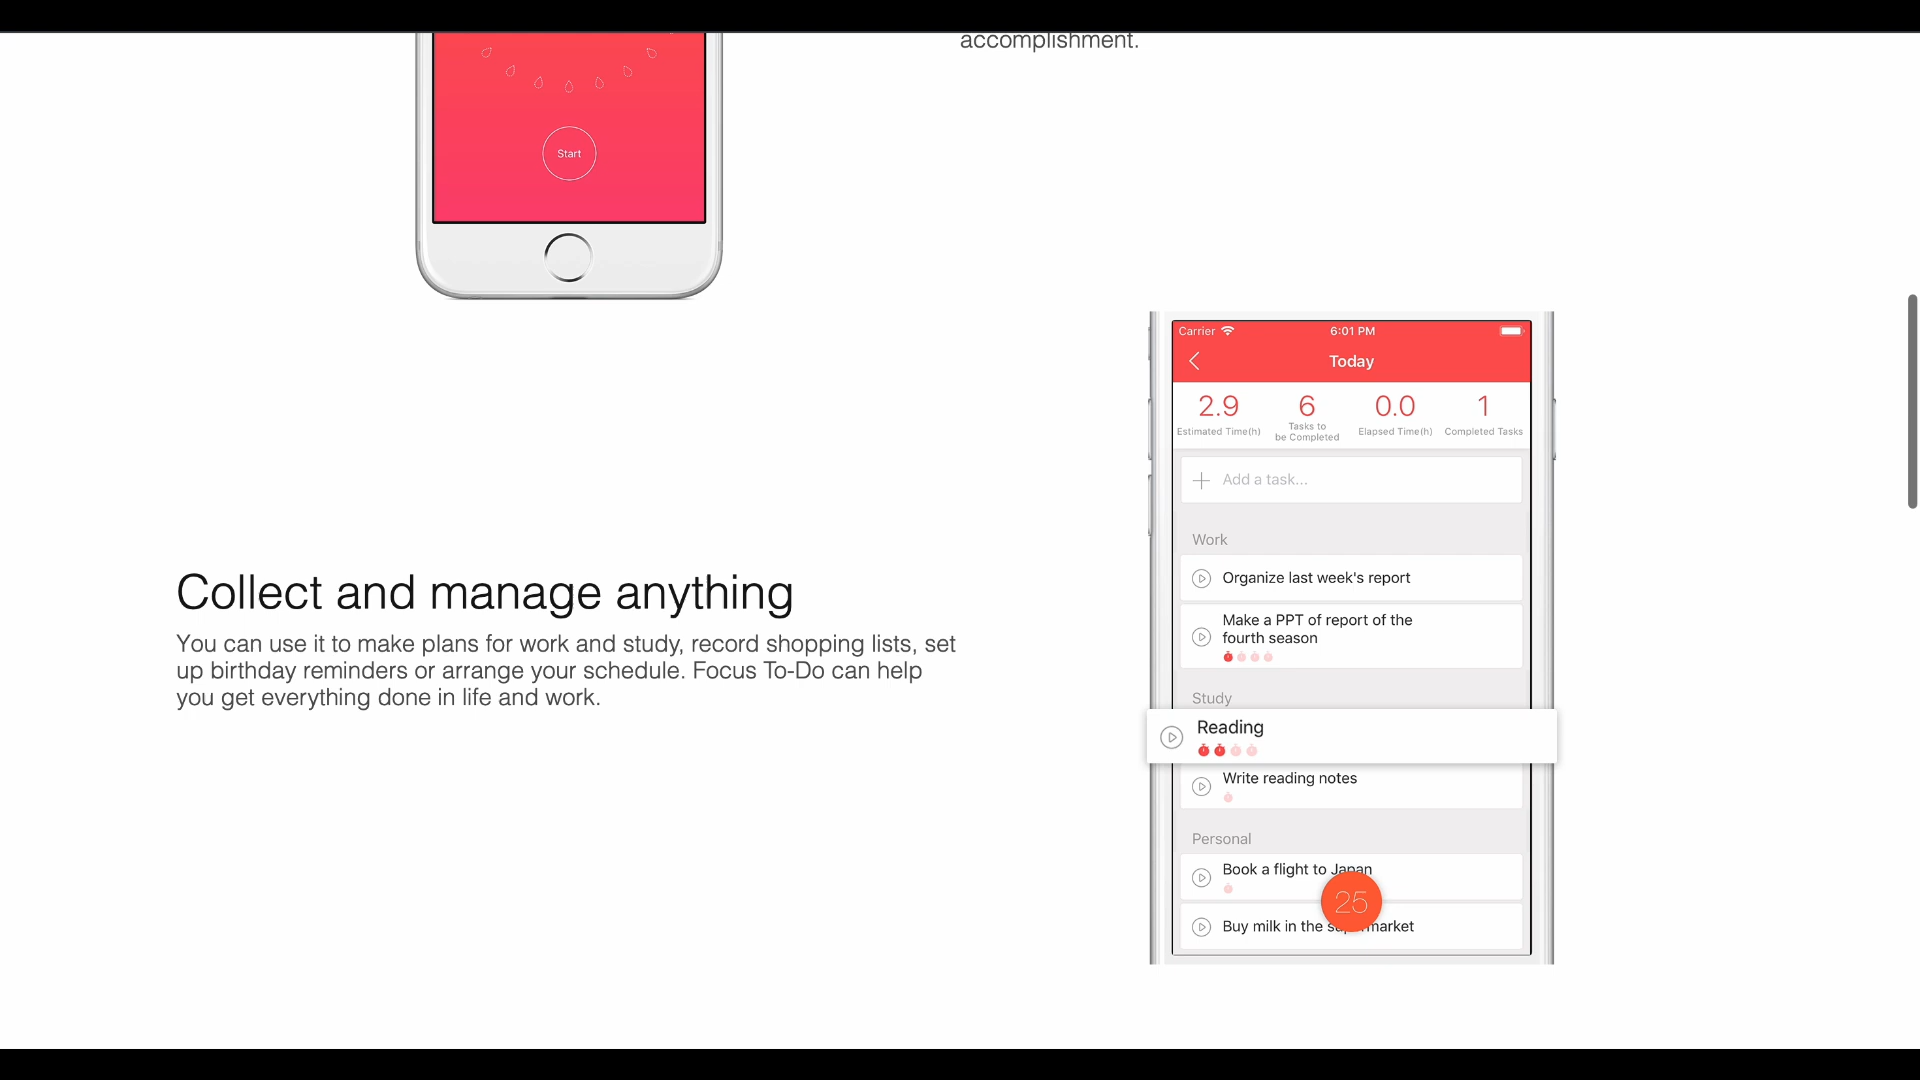 accomplishment.
Start
Collect and manage anything
You can use it to make plans for work and study, record shopping lists, set
up birthday reminders or arrange your schedule. Focus To-Do can help
you get everything done in life and work.
Carrier 6:01 PM
Today
2.9 6 0.0 1
Estimated Time(h) Tasks to be Completed Elapsed Time(h) Completed Tasks
Add a task...
Work
Organize last week's report
Make a PPT of report of the
fourth season
Study
Reading
Write reading notes
Personal
Book a flight to Japan
25
Buy milk in the supermarket